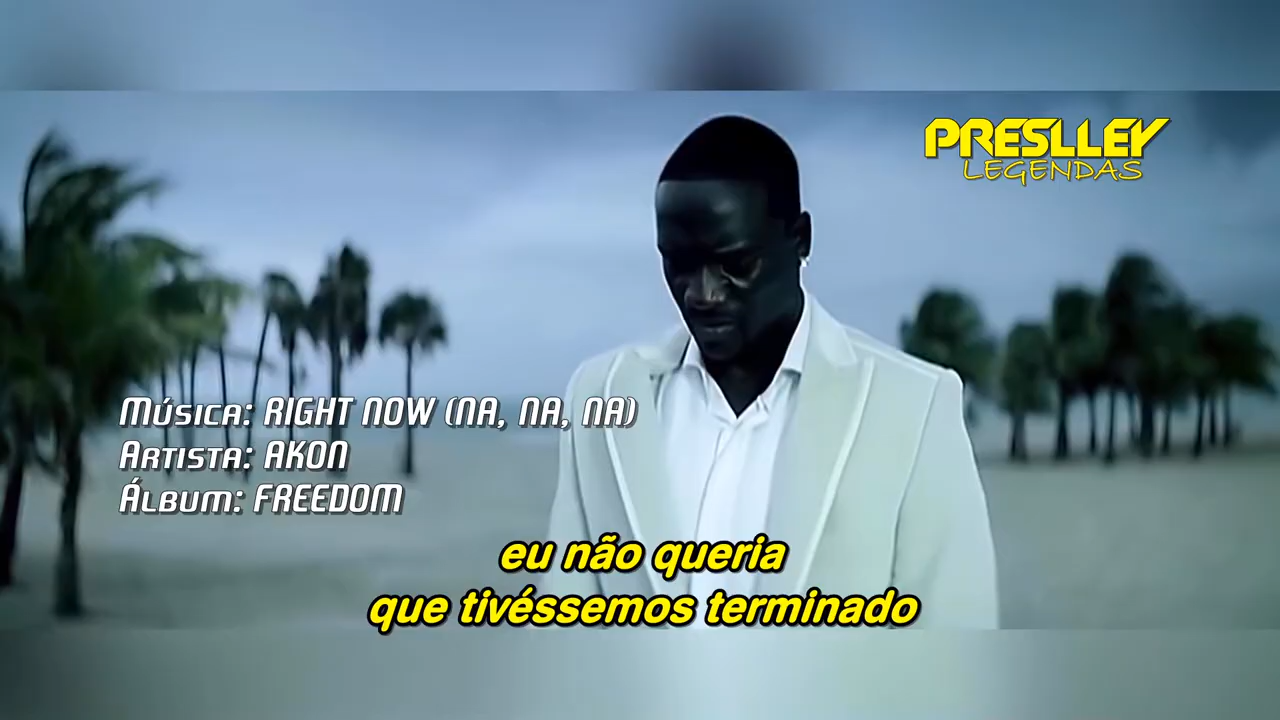 PRESLLEY
LEGENDAS
Música: RIGHT NOW (NA, NA, NA)
Artista: AKON
Álbum: FREEDOM
eu não queria
que tivéssemos terminado